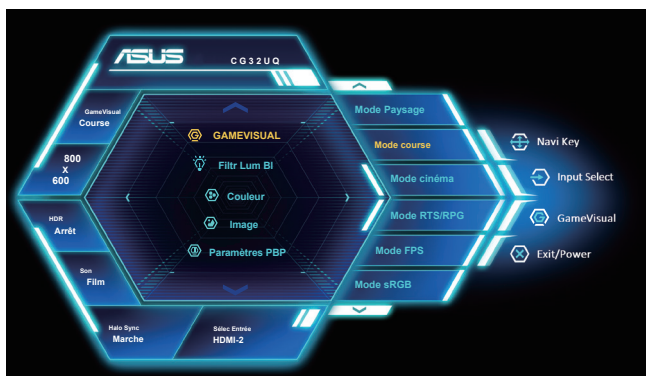 ASUS
CG32UQ
GameVisual
Course
800
X
600
HDR
Arrêt
Son
Film
Halo Sync
Marche
Sélec Entrée
HDMI-2
GAMEVISUAL
Filtr Lum Bl
Couleur
Image
Paramètres PBP
Mode Paysage
Mode course
Mode cinéma
Mode RTS/RPG
Mode FPS
Mode sRGB
Navi Key
Input Select
GameVisual
Exit/Power